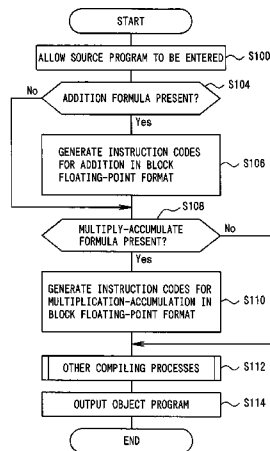 START
ALLOW SOURCE PROGRAM TO BE ENTERED
S100
S104
No
ADDITION FORMULA PRESENT?
Yes
GENERATE INSTRUCTION CODES
FOR ADDITION IN BLOCK
FLOATING-POINT FORMAT
S106
S108
MULTIPLY-ACCUMULATE
FORMULA PRESENT?
No
Yes
GENERATE INSTRUCTION CODES FOR
MULTIPLICATION-ACCUMULATION IN
BLOCK FLOATING-POINT FORMAT
S110
OTHER COMPILING PROCESSES
S112
OUTPUT OBJECT PROGRAM
S114
END